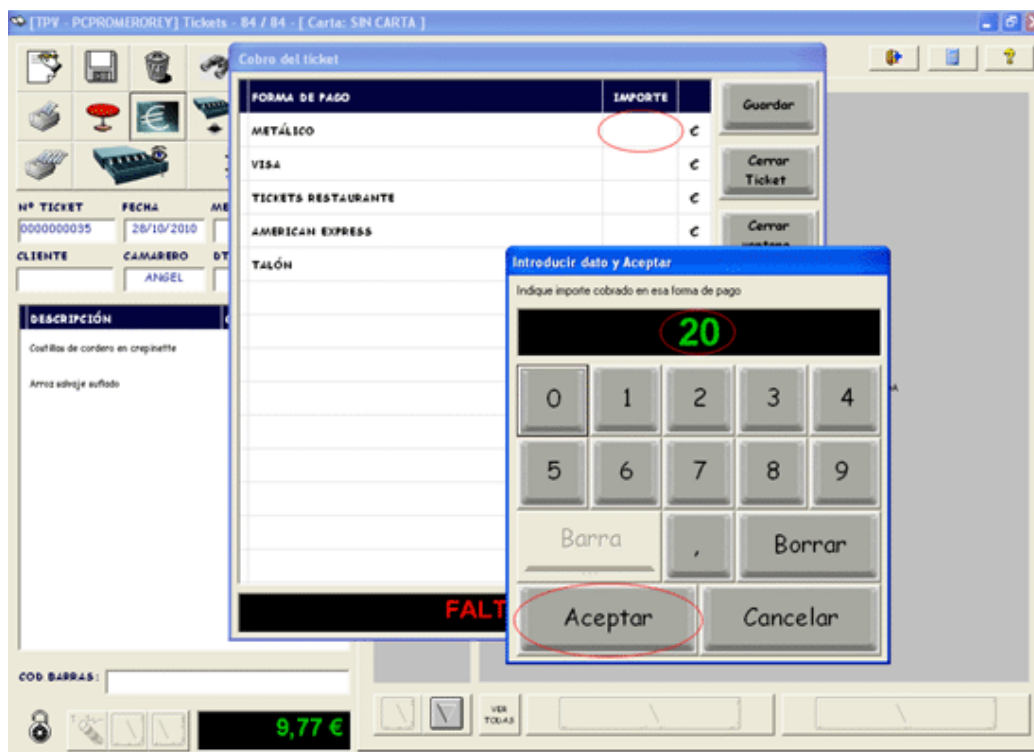 [TPV - PCPROMEROREY] Tickets - 84 / 84 - [ Carta: SIN CARTA ]
Cobro del ticket
FORMA DE PAGO IMPORTE
METÁLICO €
VISA €
TICKETS RESTAURANTE €
AMERICAN EXPRESS €
TALÓN
Guardar
Cerrar
Ticket
Cerrar
ventana
Nº TICKET FECHA ME
0000000035 28/10/2010
CLIENTE CAMARERO DT
ANGEL
DESCRIPCIÓN
Costillas de cordero en crepinette
Arroz salvaje suflado
Introducir dato y Aceptar
Indique importe cobrado en esa forma de pago
20
0 1 2 3 4
5 6 7 8 9
Barra , Borrar
Aceptar Cancelar
FALT
COD BARRAS:
9,77 €
VER
TODAS